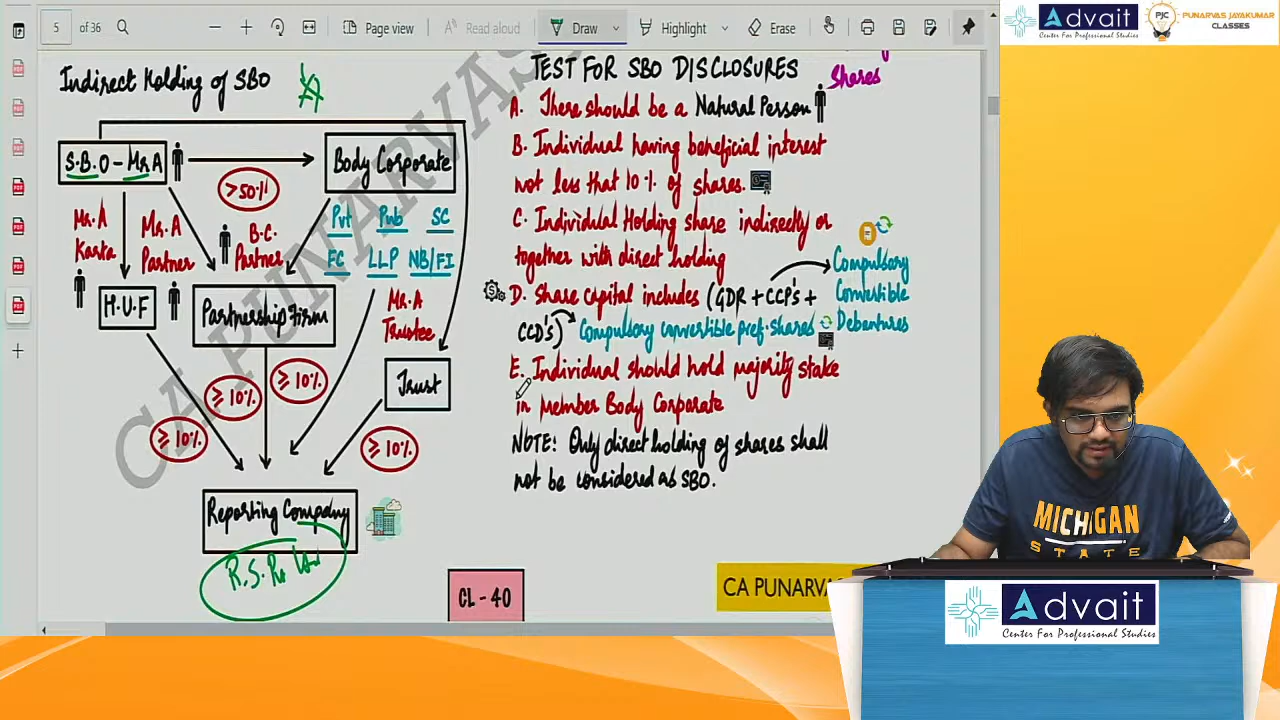 5
of 36
Page view
Read aloud
Draw
Highlight
Erase
Advait
Center For Professional Studies
PJC
PUNARVAS JAYAKUMAR
CLASSES
Indirect Holding of SBO
S.B.O - Mr.A
>50%
Body Corporate
Pvt Pub SC
FC LLP NB/FI
Mr.A
Karta
Mr.A
Partner
B.C.
Partner
Mr.A
Trustee
H.U.F
Partnership Firm
Trust
≥10%
≥10%
≥10%
≥10%
Reporting Company
CA PUNARVAS
CL - 40
TEST FOR SBO DISCLOSURES
Shares
A. There should be a Natural Person
B. Individual having beneficial interest
not less that 10% of shares.
C. Individual Holding share indirectly or
together with direct holding
D. Share capital includes (GDR + CCP's +
CCD's) Compulsory convertible pref. shares
Compulsory
Convertible
Debantures
E. Individual should hold majority stake
in Member Body Corporate
NOTE: Only direct holding of shares shall
not be considered as SBO.
CA PUNARVA
MICHIGAN
STATE
Advait
Center For Professional Studies